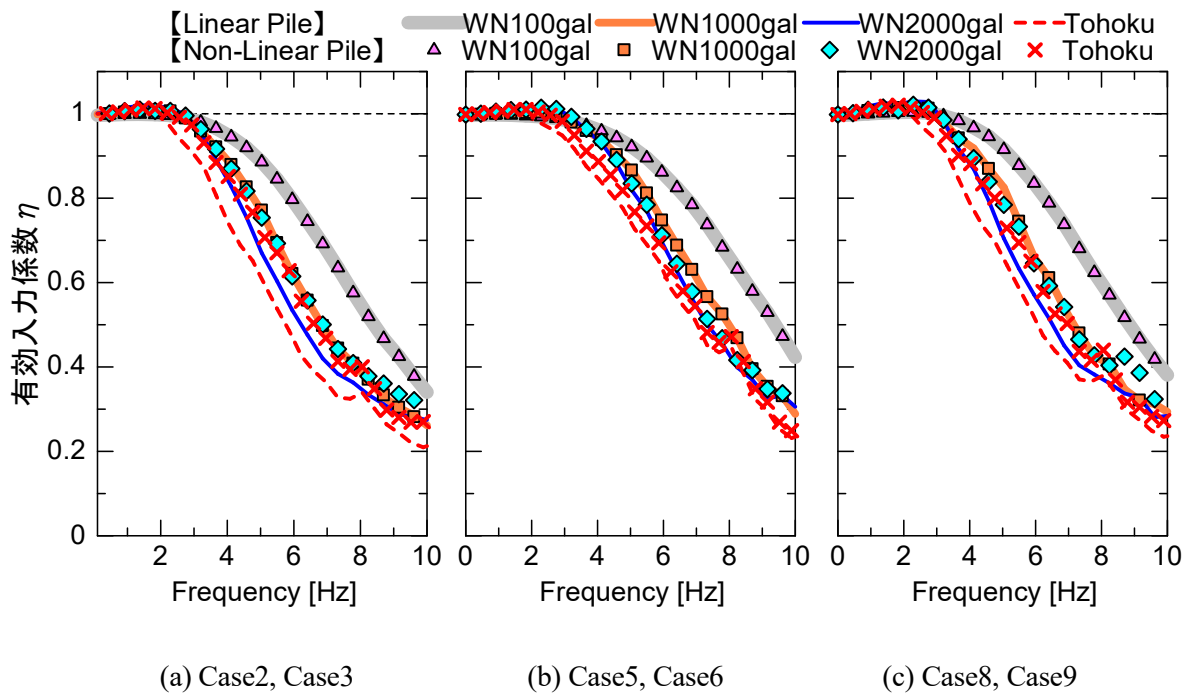 【Linear Pile】 WN100gal WN1000gal WN2000gal Tohoku
【Non-Linear Pile】 WN100gal WN1000gal WN2000gal Tohoku
有効入力係数 η
1
0.8
0.6
0.4
0.2
0
0 2 4 6 8 10
Frequency [Hz]
(a) Case2, Case3
0 2 4 6 8 10
Frequency [Hz]
(b) Case5, Case6
0 2 4 6 8 10
Frequency [Hz]
(c) Case8, Case9